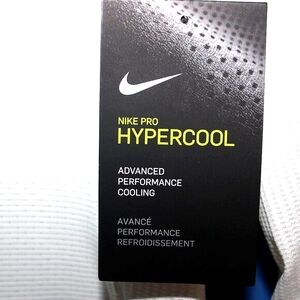 NIKE PRO
HYPERCOOL
ADVANCED
PERFORMANCE
COOLING
AVANCÉ
PERFORMANCE
REFROIDISSEMENT